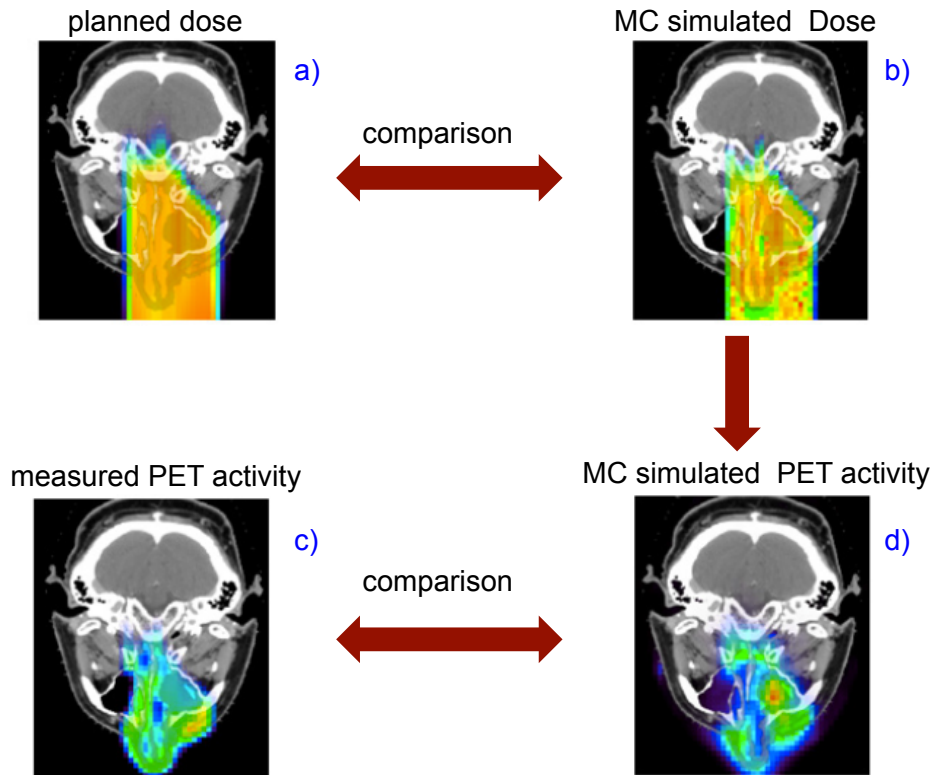 planned dose
MC simulated  Dose
a)
b)
comparison
measured PET activity
MC simulated  PET activity
c)
d)
comparison